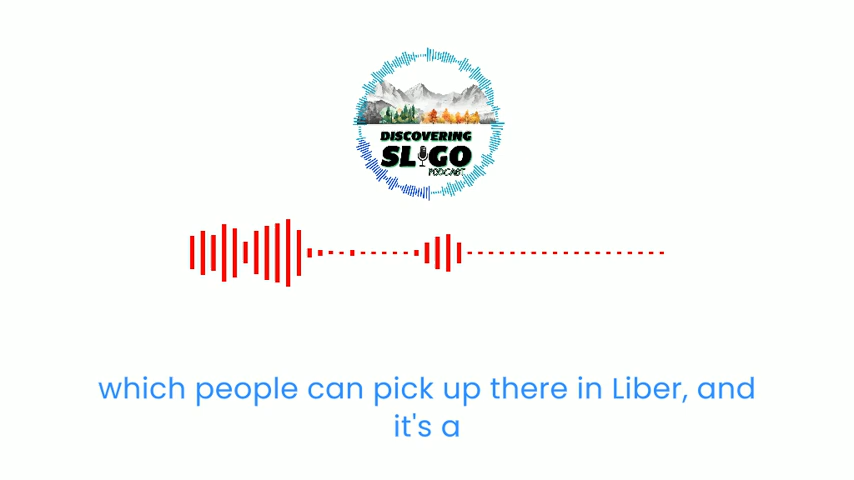 DISCOVERING
SLIGO
PODCAST
which people can pick up there in Liber, and
it's a